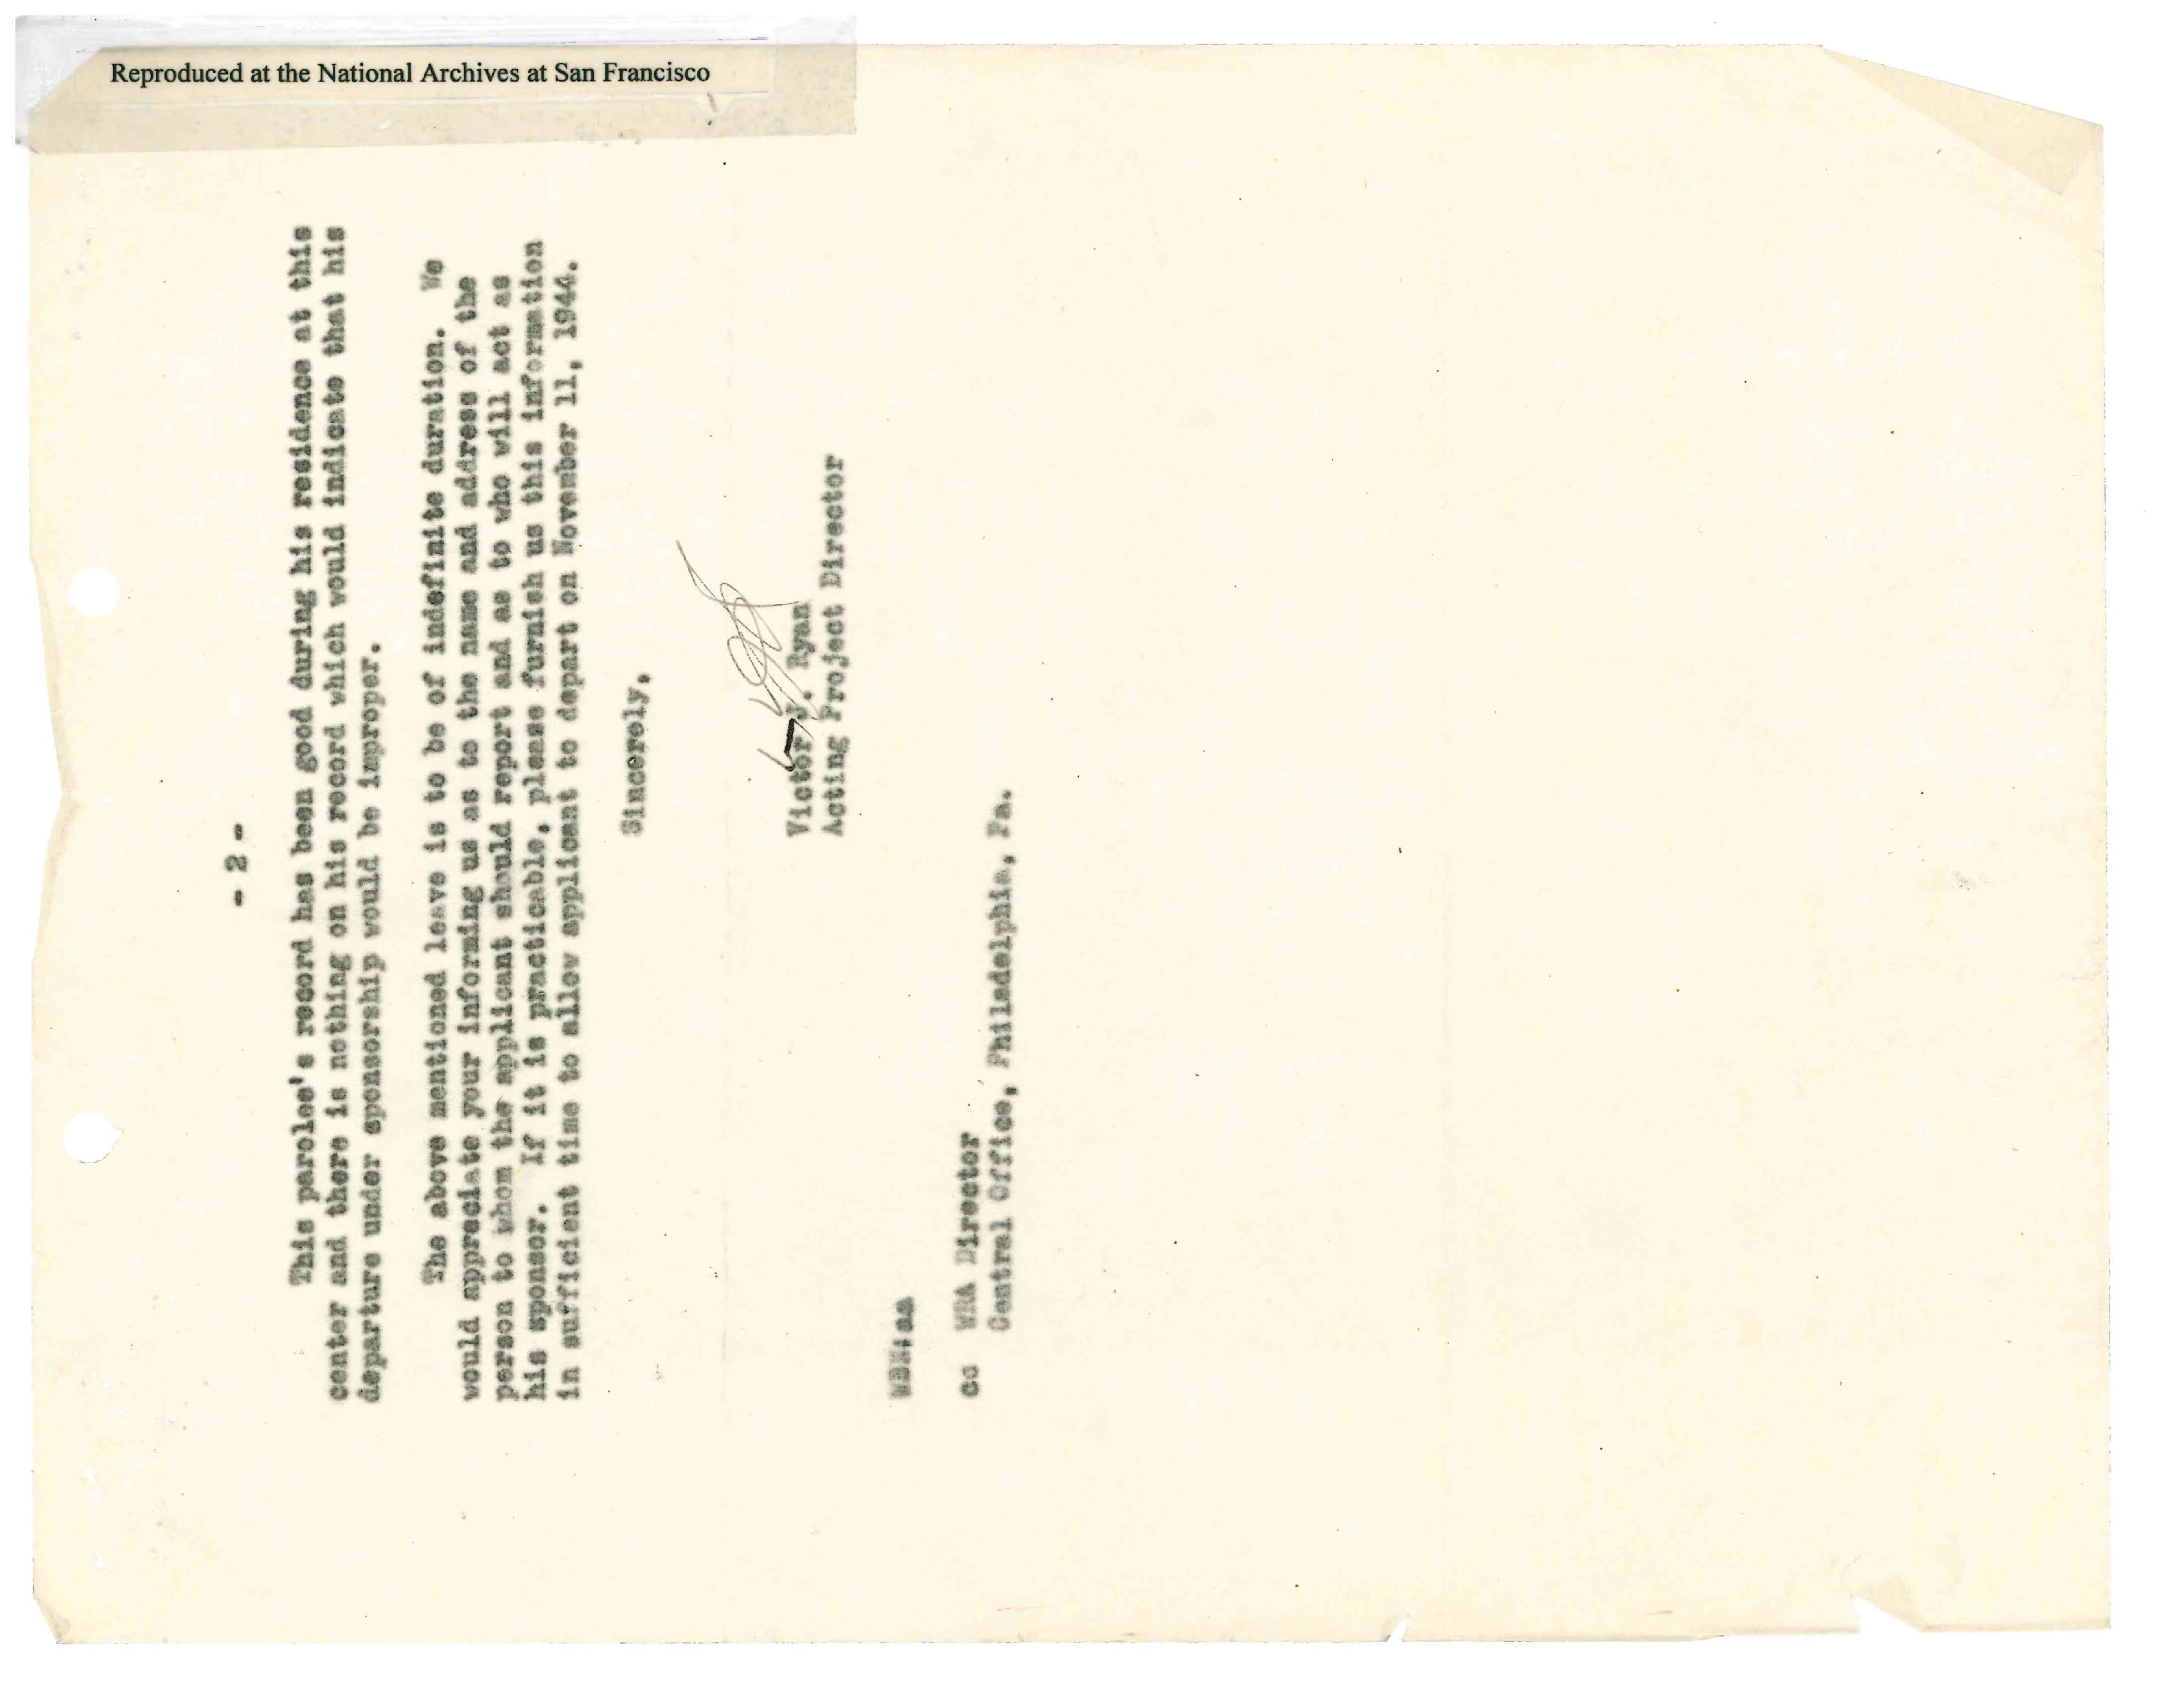 - 2 -
This parolee's record has been good during his residence at this
center and there is nothing on his record which would indicate that his
departure under sponsorship would be improper.
The above mentioned leave is to be of indefinite duration. We
would appreciate your informing us as to the name and address of the
person to whom the applicant should report and as to who will act as
his sponsor. If it is practicable, please furnish us this information
in sufficient time to allow applicant to depart on November 11, 1944.
Sincerely,
Victor J. Ryan
Acting Project Director
cc WRA Director
Central Office, Philadelphia, Pa.
Reproduced at the National Archives at San Francisco